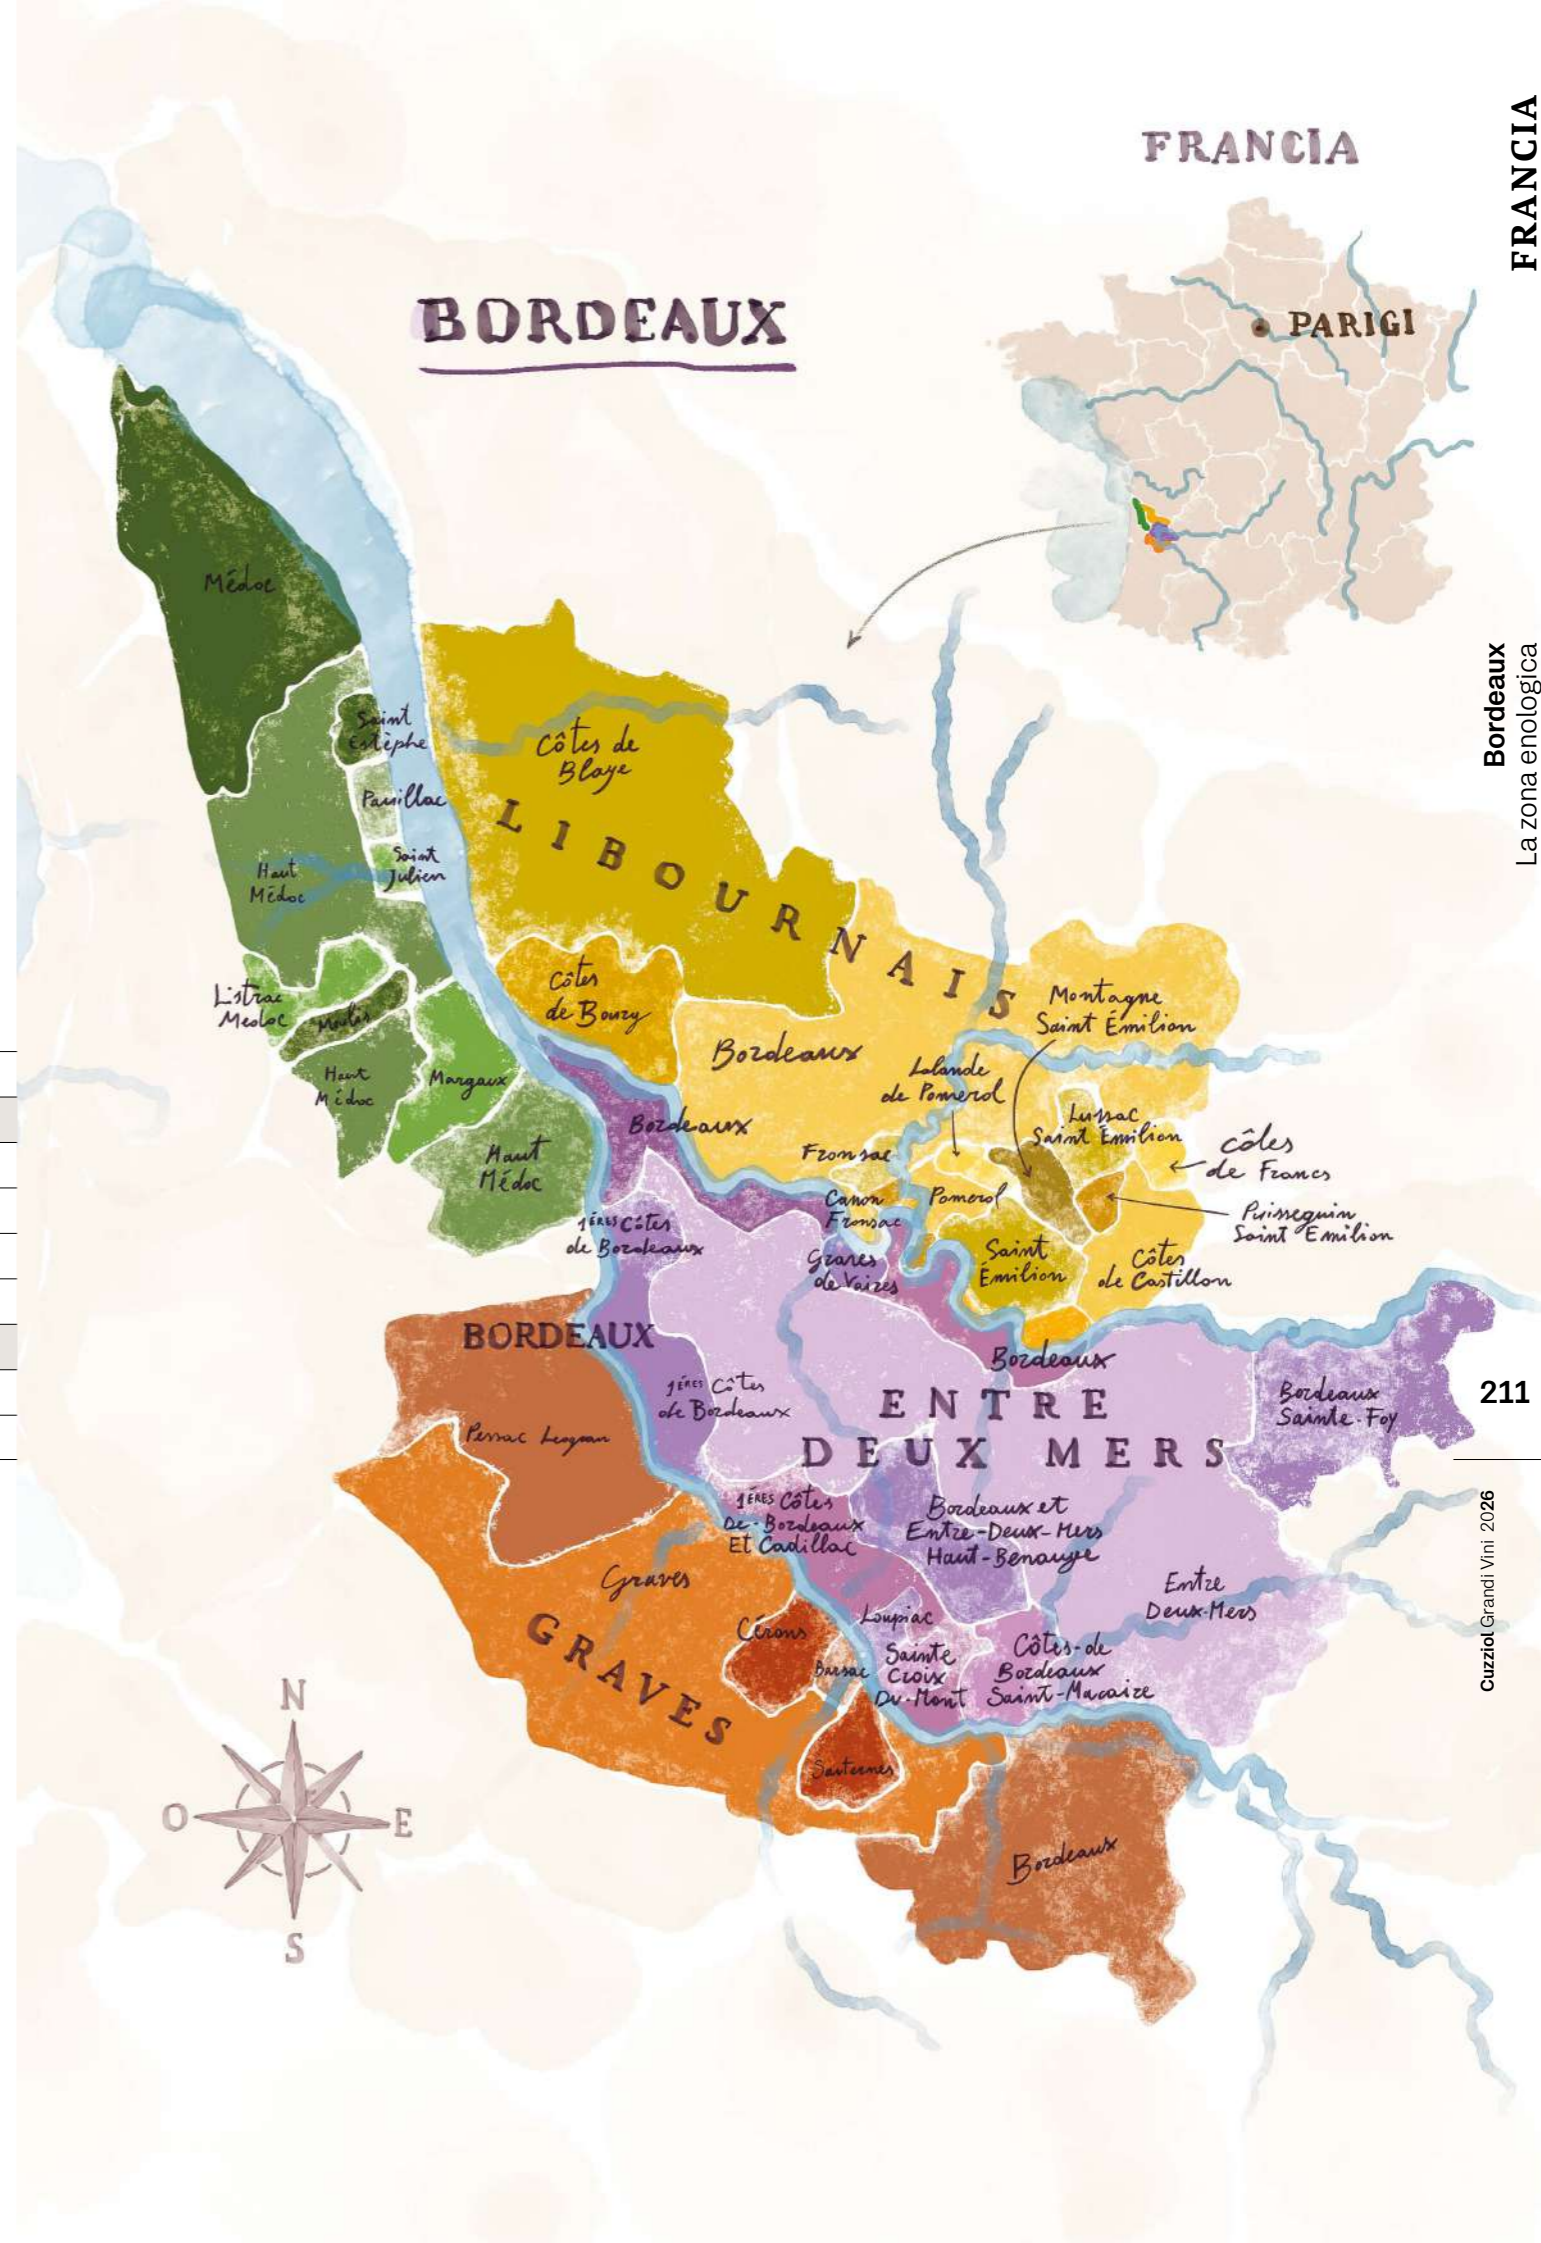 FRANCIA
FRANCIA
PARIGI
BORDEAUX
Bordeaux
La zona enologica
Médoc
Saint
Estèphe
Côtes de
Blaye
Pauillac
LIBOURNAIS
Saint
Julien
Haut
Médoc
Côtes
de Bourg
Listrac
Medoc
Moulis
Montagne
Saint Émilion
Bordeaux
Lalande
de Pomerol
Haut
Médoc
Margaux
Bordeaux
Lussac
Saint Émilion
Côtes
de Francs
Fronsac
Haut
Médoc
Canon
Fronsac
Pomerol
Puisseguin
Saint Émilion
1ÈRES Côtes
de Bordeaux
Graves
de Vaires
Saint
Émilion
Côtes
de Castillon
BORDEAUX
Bordeaux
1ÈRES Côtes
de Bordeaux
ENTRE
DEUX MERS
Bordeaux
Sainte-Foy
211
Pessac Leognan
1ÈRES Côtes
De-Bordeaux
Et Cadillac
Bordeaux et
Entre-Deux-Mers
Haut-Benauge
Graves
Entre
Deux-Mers
Cérons
Loupiac
GRAVES
Barsac
Sainte
Croix
Du-Mont
Côtes-de
Bordeaux
Saint-Macaire
Sauternes
Bordeaux
N
O
E
S
Cuzziol Grandi Vini 2026